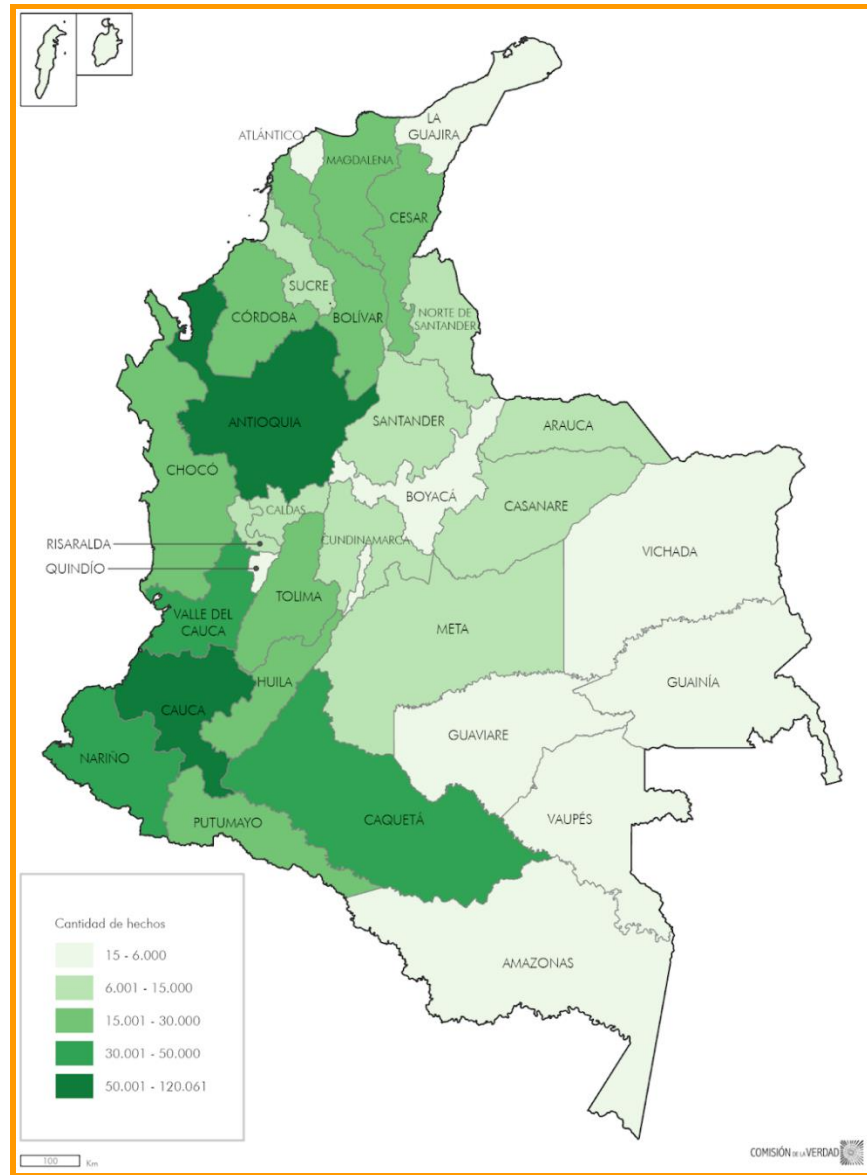 LA
GUAJIRA
ATLÁNTICO
MAGDALENA
CESAR
SUCRE
CÓRDOBA
BOLÍVAR
NORTE DE
SANTANDER
ANTIOQUIA
SANTANDER
ARAUCA
CHOCÓ
BOYACÁ
CASANARE
CALDAS
RISARALDA
CUNDINAMARCA
QUINDÍO
VICHADA
TOLIMA
VALLE DEL
CAUCA
META
HUILA
GUAINÍA
CAUCA
GUAVIARE
NARIÑO
VAUPÉS
PUTUMAYO
CAQUETÁ
AMAZONAS
Cantidad de hechos
15 - 6.000
6.001 - 15.000
15.001 - 30.000
30.001 - 50.000
50.001 - 120.061
100 Km
COMISIÓN DE LA VERDAD